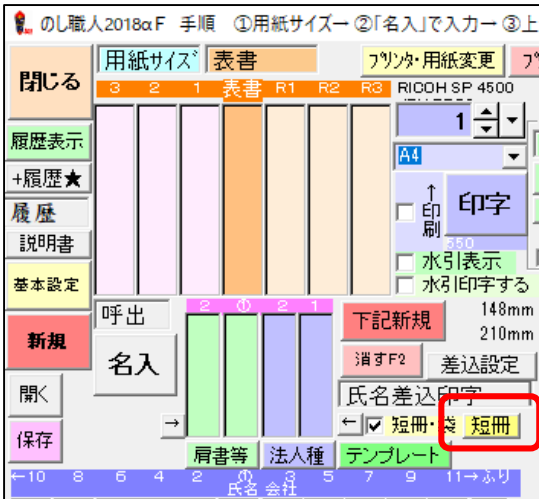 のし職人2018αF 手順 ①用紙サイズ→ ②「名入」で入力→ ③上
閉じる
用紙サイズ 表書 プリンタ・用紙変更
3 2 1 表書 R1 R2 R3 RICOH SP 4500
1
履歴表示
A4
+履歴★
↑印刷 印字
履歴
550
説明書
水引表示
基本設定
水引印字する
呼出 2 ① 2 1 下記新規 148mm
210mm
新規
名入
消すF2 差込設定
開く
氏名差込印字
→ ← 短冊・袋 短冊
保存
肩書等 法人種 テンプレート
←10 8 6 4 2 ① 3 5 7 9 11→ふり
氏名 会社